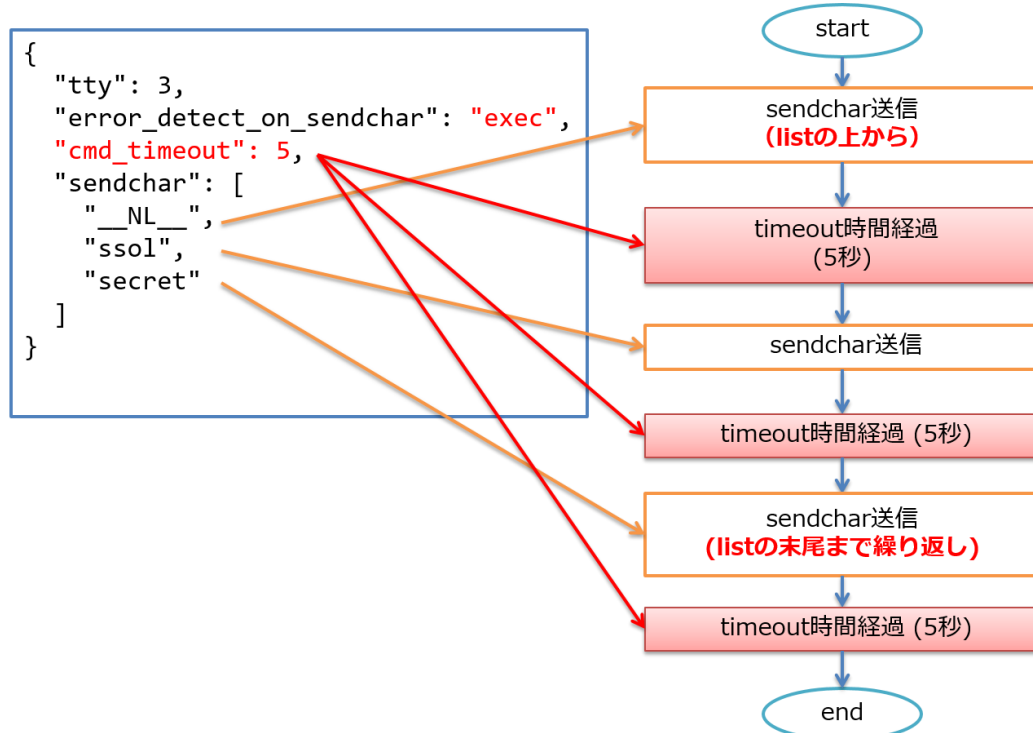 {
"tty": 3,
"error_detect_on_sendchar": "exec",
"cmd_timeout": 5,
"sendchar": [
"__NL__",
"ssol",
"secret"
]
}
start
sendchar送信
（listの上から）
timeout時間経過
(5秒)
sendchar送信
timeout時間経過 (5秒)
sendchar送信
(listの末尾まで繰り返し)
timeout時間経過 (5秒)
end